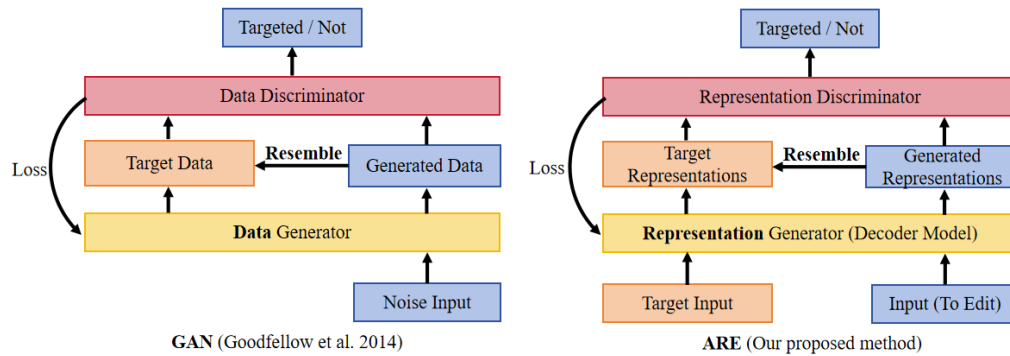 Targeted / Not
Data Discriminator
Loss
Target Data
Resemble
Generated Data
Data Generator
Noise Input
GAN (Goodfellow et al. 2014)
Targeted / Not
Representation Discriminator
Loss
Target
Representations
Resemble
Generated
Representations
Representation Generator (Decoder Model)
Target Input
Input (To Edit)
ARE (Our proposed method)